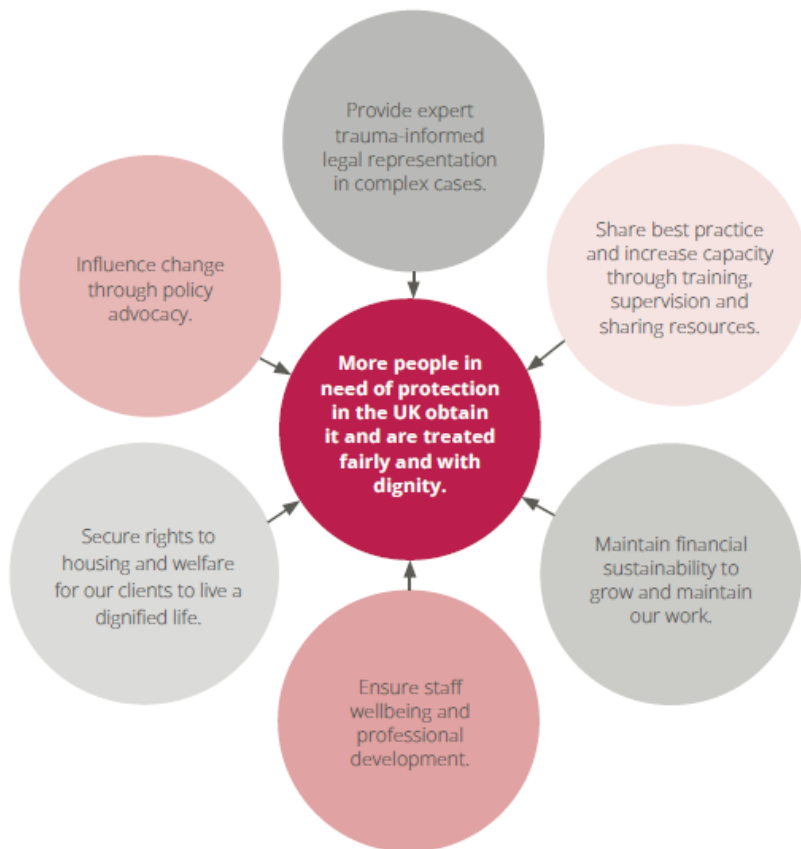 Provide expert
trauma-informed
legal representation
in complex cases.
Share best practice
and increase capacity
through training,
supervision and
sharing resources.
Influence change
through policy
advocacy.
More people in
need of protection
in the UK obtain
it and are treated
fairly and with
dignity.
Secure rights to
housing and welfare
for our clients to live a
dignified life.
Maintain financial
sustainability to
grow and maintain
our work.
Ensure staff
wellbeing and
professional
development.